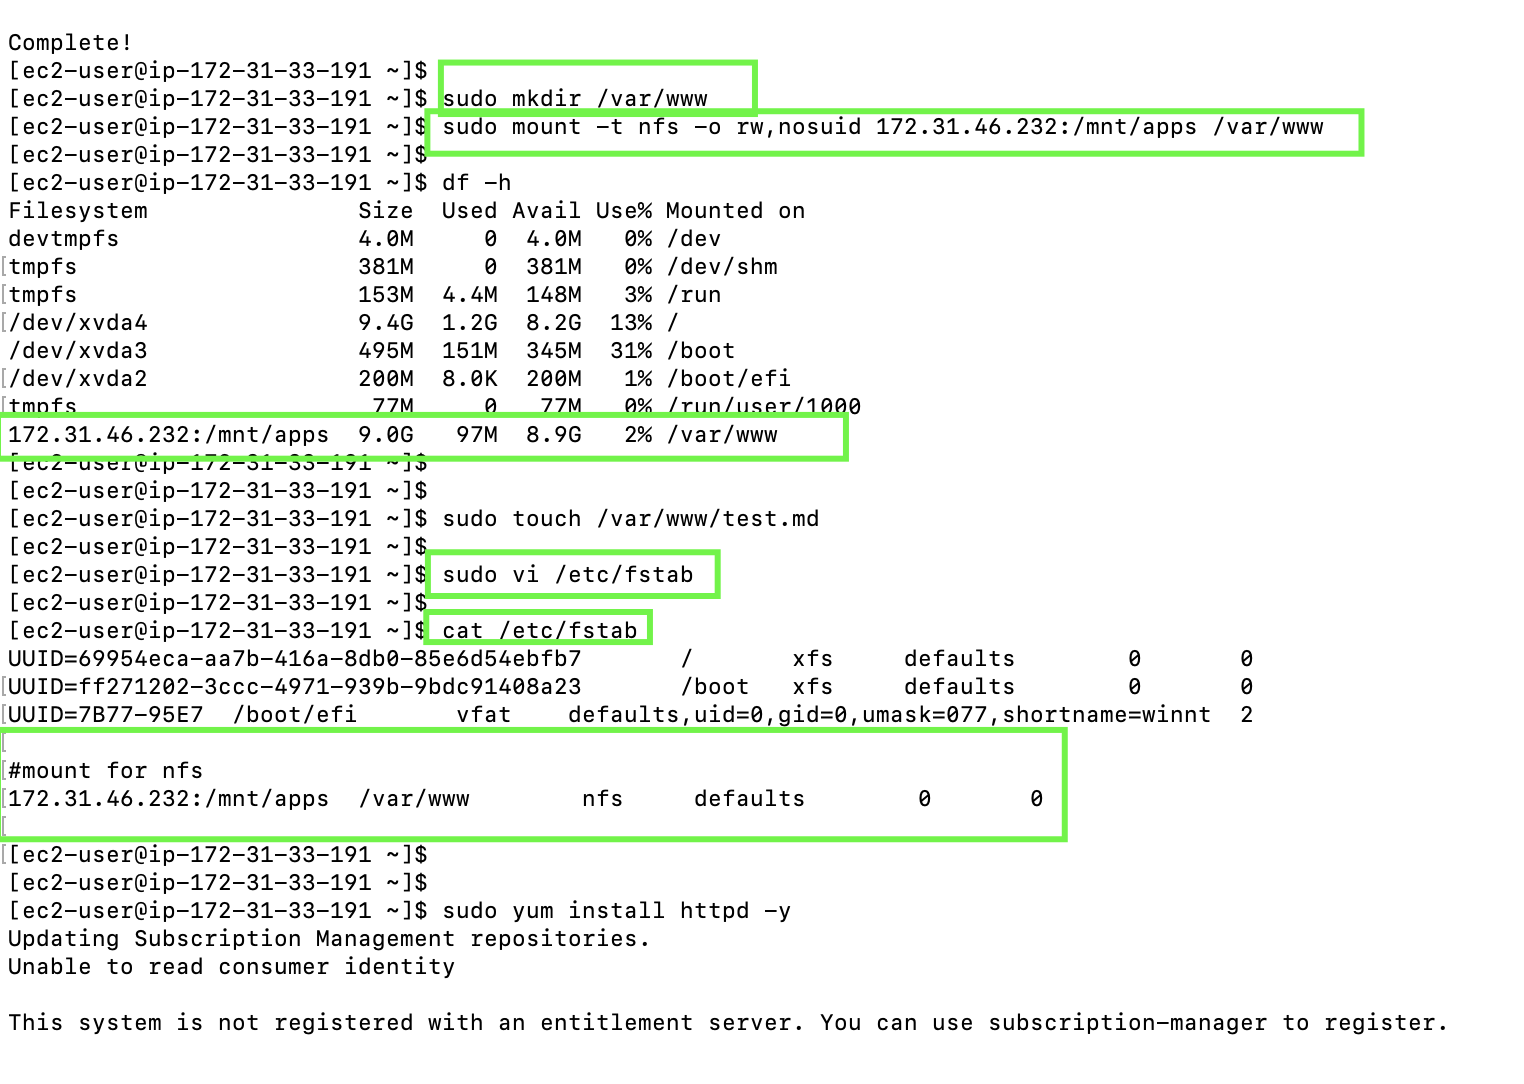 Complete!
[ec2-user@ip-172-31-33-191 ~]$
[ec2-user@ip-172-31-33-191 ~]$ sudo mkdir /var/www
[ec2-user@ip-172-31-33-191 ~]$ sudo mount -t nfs -o rw,nosuid 172.31.46.232:/mnt/apps /var/www
[ec2-user@ip-172-31-33-191 ~]$
[ec2-user@ip-172-31-33-191 ~]$ df -h
Filesystem               Size  Used Avail Use% Mounted on
devtmpfs                 4.0M     0  4.0M   0% /dev
[tmpfs                    381M     0  381M   0% /dev/shm
[tmpfs                    153M  4.4M  148M   3% /run
[/dev/xvda4               9.4G  1.2G  8.2G  13% /
/dev/xvda3               495M  151M  345M  31% /boot
[/dev/xvda2               200M  8.0K  200M   1% /boot/efi
[tmpfs                     77M     0   77M   0% /run/user/1000
172.31.46.232:/mnt/apps  9.0G   97M  8.9G   2% /var/www
[ec2-user@ip-172-31-33-191 ~]$
[ec2-user@ip-172-31-33-191 ~]$
[ec2-user@ip-172-31-33-191 ~]$ sudo touch /var/www/test.md
[ec2-user@ip-172-31-33-191 ~]$
[ec2-user@ip-172-31-33-191 ~]$ sudo vi /etc/fstab
[ec2-user@ip-172-31-33-191 ~]$
[ec2-user@ip-172-31-33-191 ~]$ cat /etc/fstab
UUID=69954eca-aa7b-416a-8db0-85e6d54ebfb7       /       xfs     defaults        0       0
[UUID=ff271202-3ccc-4971-939b-9bdc91408a23       /boot   xfs     defaults        0       0
[UUID=7B77-95E7  /boot/efi       vfat    defaults,uid=0,gid=0,umask=077,shortname=winnt  2
[
[#mount for nfs
[172.31.46.232:/mnt/apps  /var/www        nfs     defaults        0       0
[
[[ec2-user@ip-172-31-33-191 ~]$
[ec2-user@ip-172-31-33-191 ~]$
[ec2-user@ip-172-31-33-191 ~]$ sudo yum install httpd -y
Updating Subscription Management repositories.
Unable to read consumer identity
This system is not registered with an entitlement server. You can use subscription-manager to register.